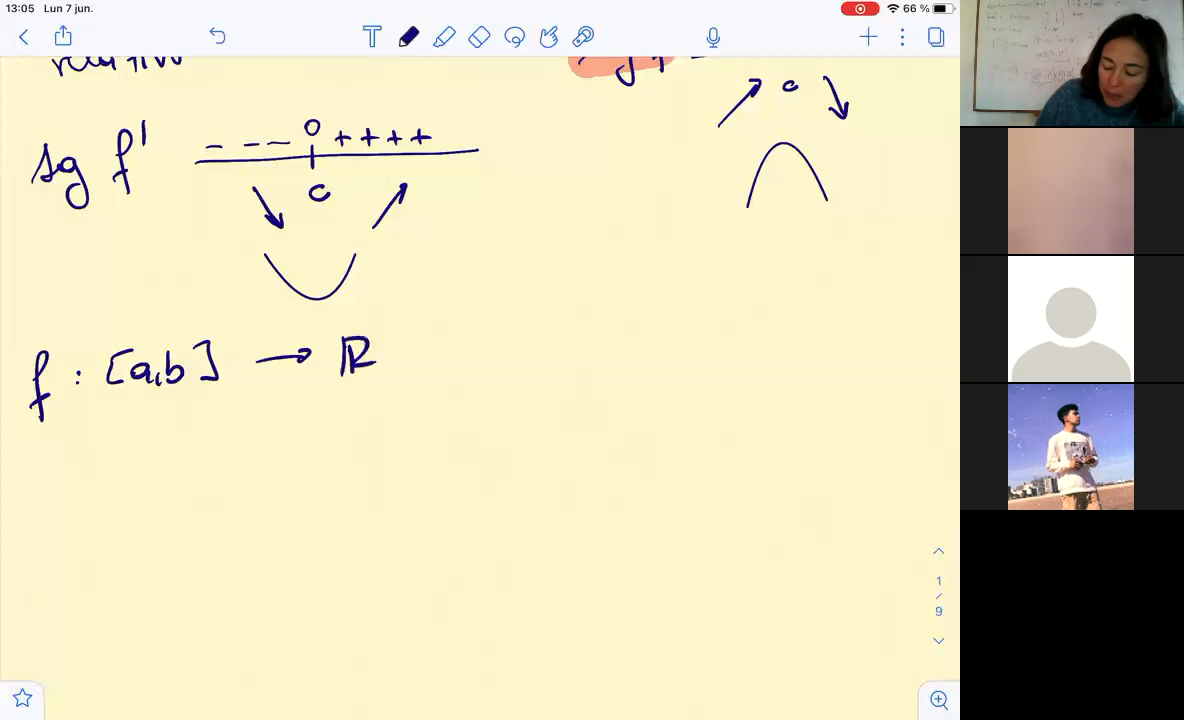 13:05 Lun 7 jun. 66 %
T
0
- - - - + + + +
sg f'
c
c
f : [a,b] → ℝ
1
/
9